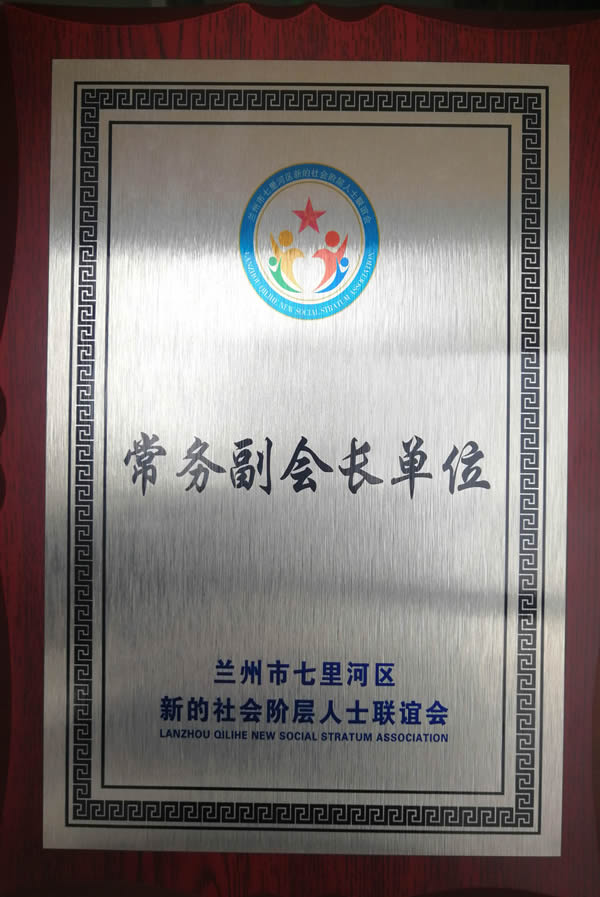 兰州市七里河区新的社会阶层人士联谊会
LANZHOU QILIHE NEW SOCIAL STRATUM ASSOCIATION
常务副会长单位
兰州市七里河区
新的社会阶层人士联谊会
LANZHOU QILIHE NEW SOCIAL STRATUM ASSOCIATION